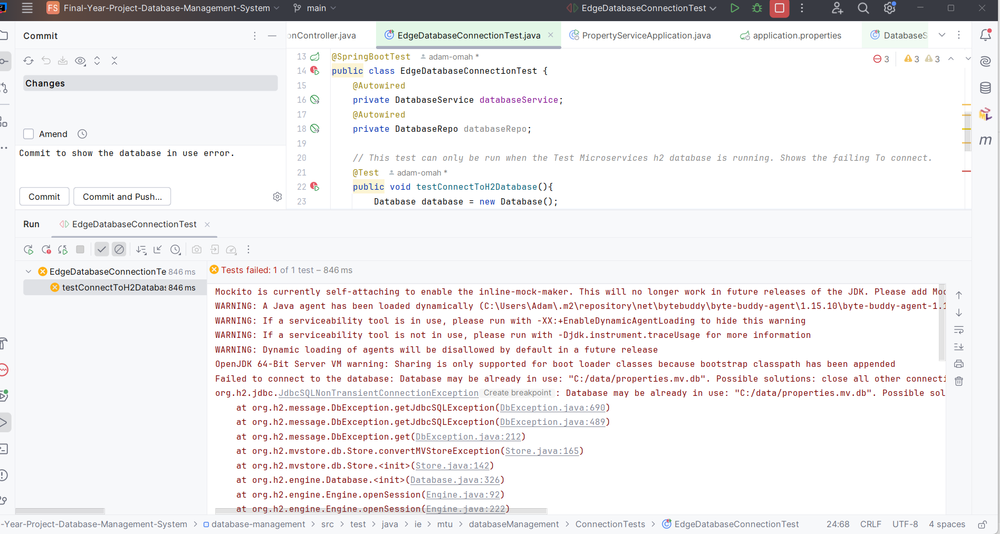 FS Final-Year-Project-Database-Management-System main EdgeDatabaseConnectionTest
Commit
onController.java EdgeDatabaseConnectionTest.java PropertyServiceApplication.java application.properties DatabaseS
Changes
Amend
Commit to show the database in use error.
Commit Commit and Push...
3 3 3
13 @SpringBootTest adam-omah *
14 public class EdgeDatabaseConnectionTest {
15 @Autowired
16 private DatabaseService databaseService;
17 @Autowired
18 private DatabaseRepo databaseRepo;
19
20 // This test can only be run when the Test Microservices h2 database is running. Shows the failing To connect.
21 @Test adam-omah *
22 public void testConnectToH2Database(){
23 Database database = new Database();
m
Run EdgeDatabaseConnectionTest
EdgeDatabaseConnectionTe 846 ms
testConnectToH2Databas 846 ms
Tests failed: 1 of 1 test – 846 ms
Mockito is currently self-attaching to enable the inline-mock-maker. This will no longer work in future releases of the JDK. Please add Moc
WARNING: A Java agent has been loaded dynamically (C:\Users\Adam\.m2\repository\net\bytebuddy\byte-buddy-agent\1.15.10\byte-buddy-agent-1.1
WARNING: If a serviceability tool is in use, please run with -XX:+EnableDynamicAgentLoading to hide this warning
WARNING: If a serviceability tool is not in use, please run with -Djdk.instrument.traceUsage for more information
WARNING: Dynamic loading of agents will be disallowed by default in a future release
OpenJDK 64-Bit Server VM warning: Sharing is only supported for boot loader classes because bootstrap classpath has been appended
Failed to connect to the database: Database may be already in use: "C:/data/properties.mv.db". Possible solutions: close all other connecti
org.h2.jdbc.JdbcSQLNonTransientConnectionException Create breakpoint : Database may be already in use: "C:/data/properties.mv.db". Possible sol
at org.h2.message.DbException.getJdbcSQLException(DbException.java:690)
at org.h2.message.DbException.getJdbcSQLException(DbException.java:489)
at org.h2.message.DbException.get(DbException.java:212)
at org.h2.mvstore.db.Store.convertMVStoreException(Store.java:165)
at org.h2.mvstore.db.Store.<init>(Store.java:142)
at org.h2.engine.Database.<init>(Database.java:326)
at org.h2.engine.Engine.openSession(Engine.java:92)
at org.h2.engine.Engine.openSession(Engine.java:222)
-Year-Project-Database-Management-System > database-management > src > test > java > ie > mtu > databaseManagement > ConnectionTests > EdgeDatabaseConnectionTest 24:68 CRLF UTF-8 4 spaces